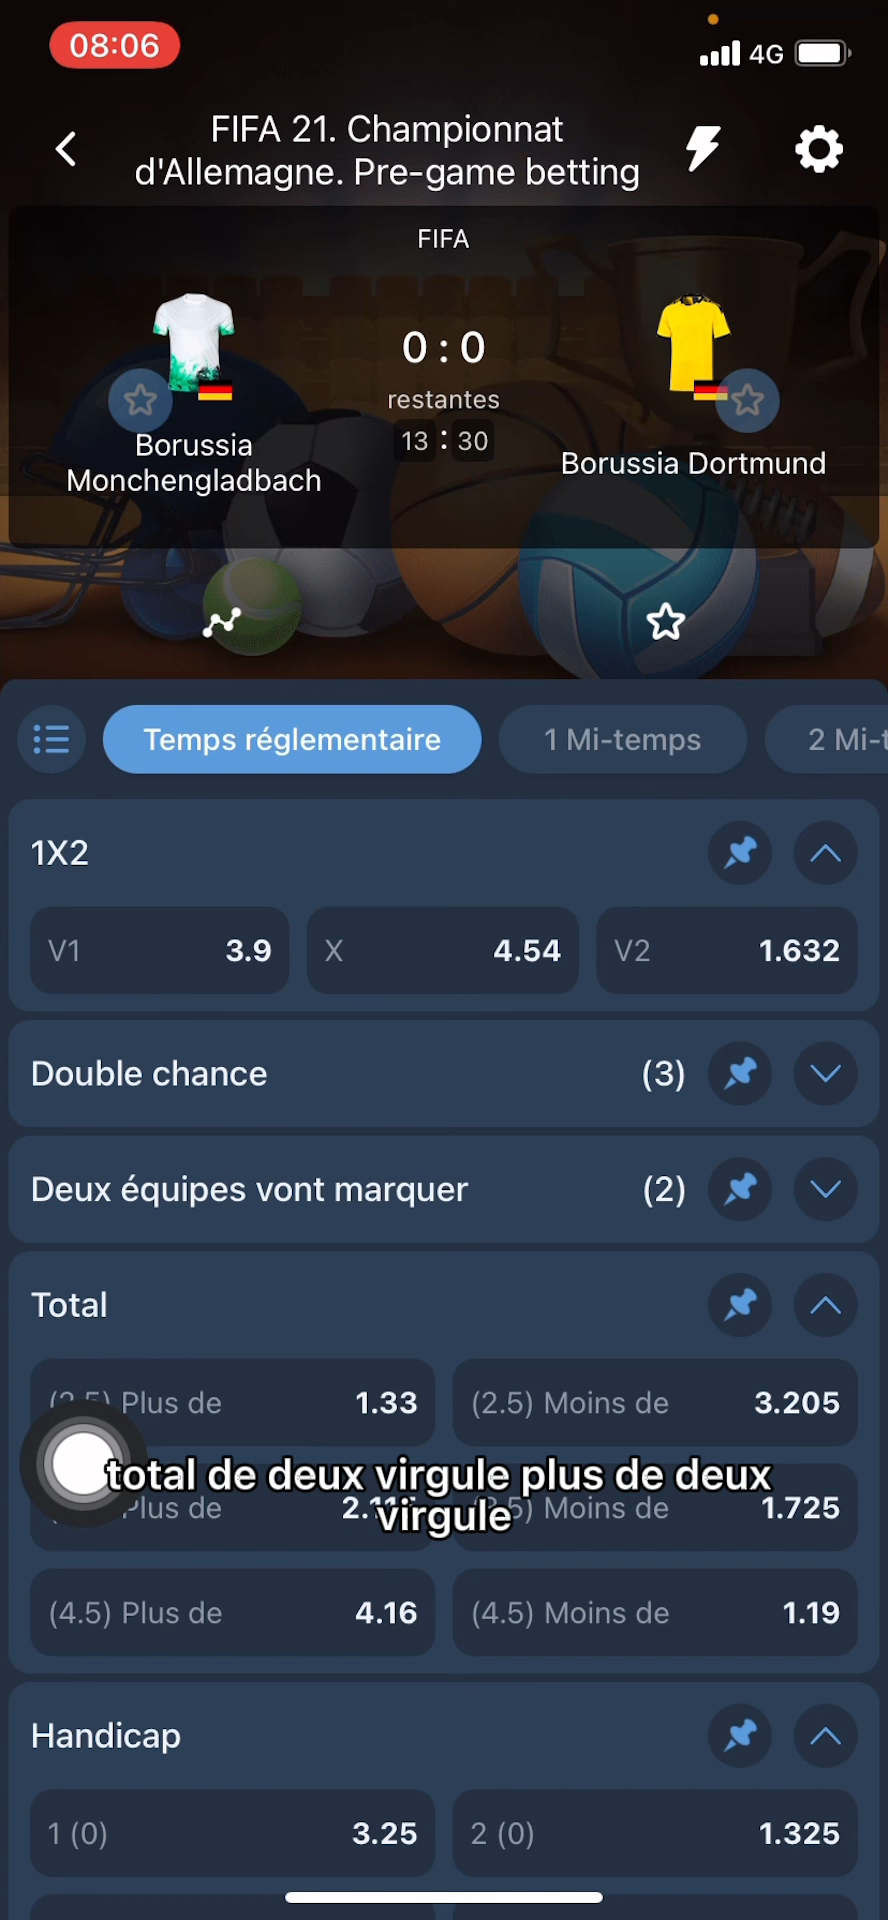 08:06
4G
FIFA 21. Championnat
d'Allemagne. Pre-game betting
FIFA
0 : 0
restantes
13 : 30
Borussia
Monchengladbach
Borussia Dortmund
Temps réglementaire
1 Mi-temps
2 Mi-
1X2
V1 3.9
X 4.54
V2 1.632
Double chance (3)
Deux équipes vont marquer (2)
Total
Plus de 1.33
(2.5) Moins de 3.205
total de deux virgule plus de deux
virgule
Plus de
Moins de 1.725
(4.5) Plus de 4.16
(4.5) Moins de 1.19
Handicap
1 (0) 3.25
2 (0) 1.325